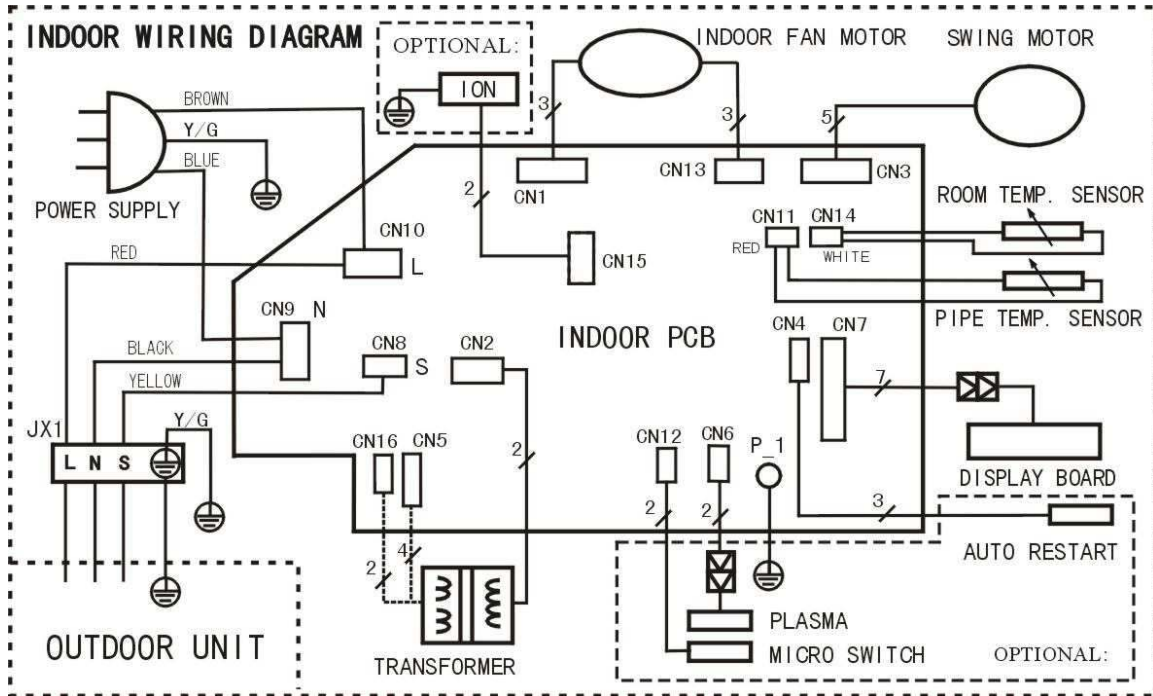 INDOOR WIRING DIAGRAM
OPTIONAL:
ION
INDOOR FAN MOTOR
SWING MOTOR
BROWN
Y/G
BLUE
POWER SUPPLY
3
3
5
2
CN1
CN13
CN3
ROOM TEMP. SENSOR
CN11
CN14
RED
WHITE
CN10
L
RED
CN15
PIPE TEMP. SENSOR
CN9
N
INDOOR PCB
CN4
CN7
BLACK
CN8
S
CN2
YELLOW
7
JX1
Y/G
L N S
CN16
CN5
2
CN12
CN6
P_1
DISPLAY BOARD
2
2
3
AUTO RESTART
4
2
PLASMA
MICRO SWITCH
OPTIONAL:
OUTDOOR UNIT
TRANSFORMER